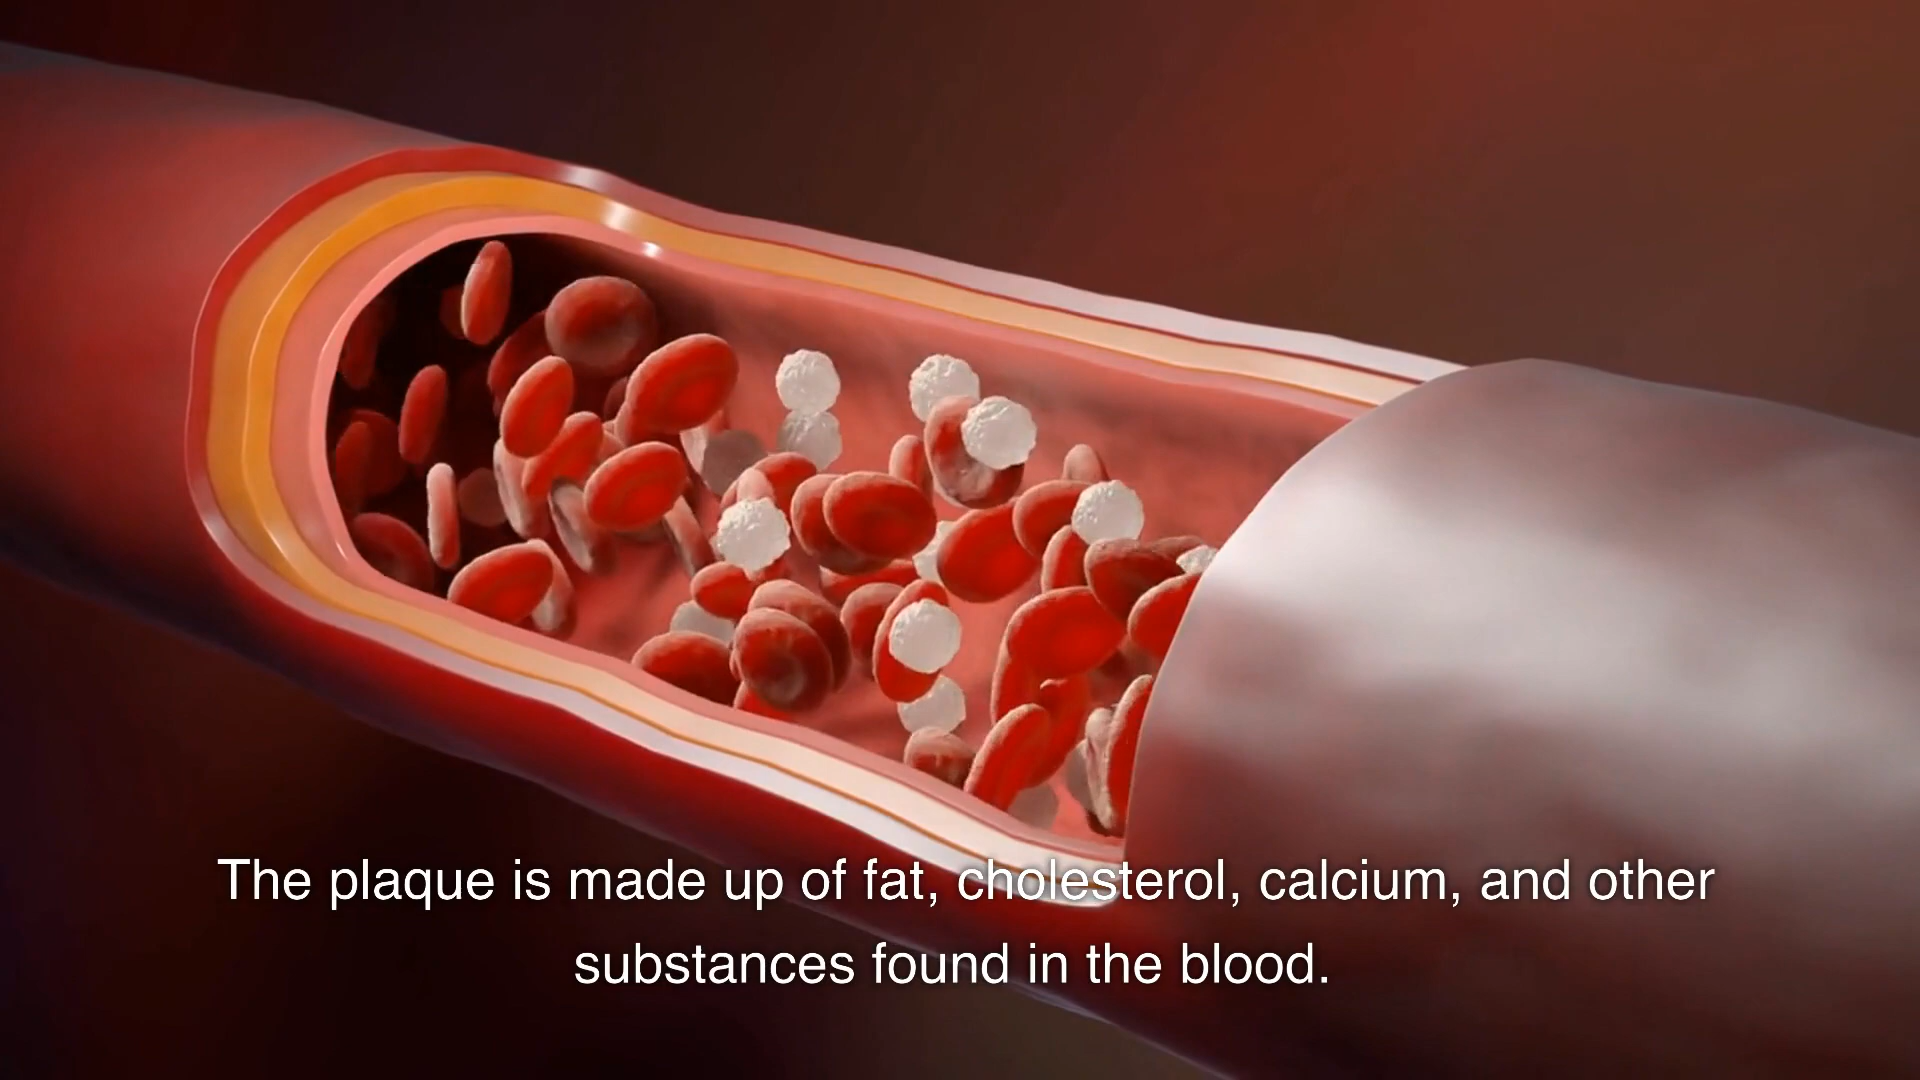 The plaque is made up of fat, cholesterol, calcium, and other
substances found in the blood.